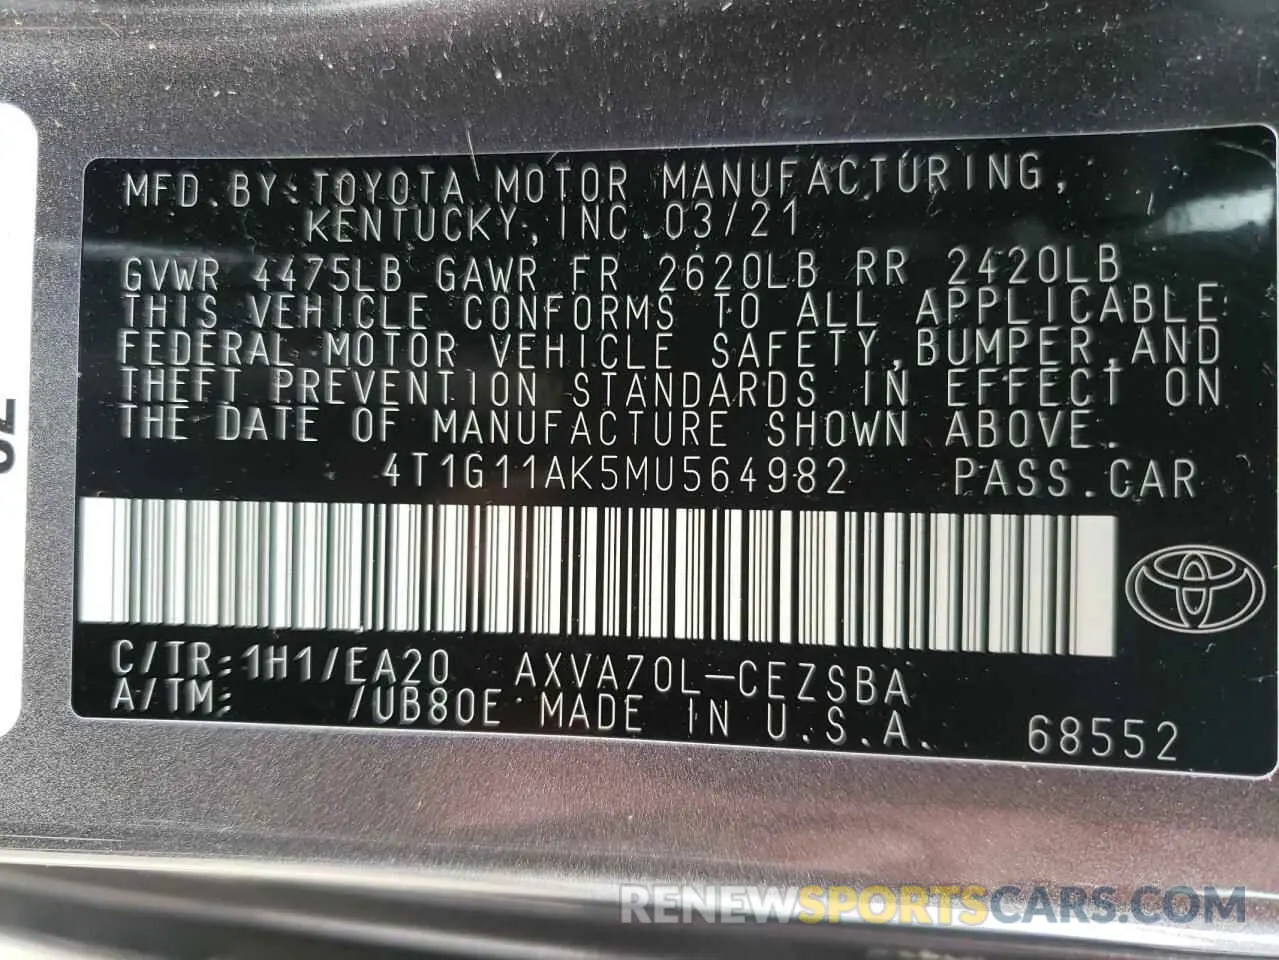 MFD. BY: TOYOTA MOTOR MANUFACTURING,
KENTUCKY, INC. 03/21
GVWR 4475LB GAWR FR 2620LB RR 2420LB
THIS VEHICLE CONFORMS TO ALL APPLICABLE
FEDERAL MOTOR VEHICLE SAFETY, BUMPER, AND
THEFT PREVENTION STANDARDS IN EFFECT ON
THE DATE OF MANUFACTURE SHOWN ABOVE.
4T1G11AK5MU564982 PASS. CAR
C/TR: 1H1/EA20 AXVA70L-CEZSBA
A/TM: /UB80E MADE IN U.S.A. 68552
RENEWSPORTSCARS.COM